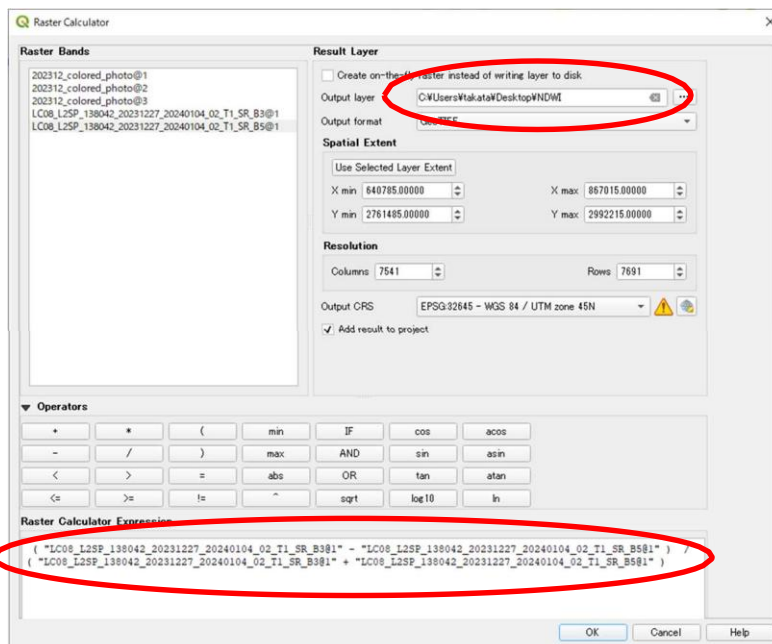 Raster Calculator
Raster Bands
202312_colored_photo@1
202312_colored_photo@2
202312_colored_photo@3
LC08_L2SP_138042_20231227_20240104_02_T1_SR_B3@1
LC08_L2SP_138042_20231227_20240104_02_T1_SR_B5@1
Result Layer
Create on-the-fly raster instead of writing layer to disk
Output layer C:¥Users¥takata¥Desktop¥NDWI ...
Output format GeoTIFF
Spatial Extent
Use Selected Layer Extent
X min 640785.00000 X max 867015.00000
Y min 2761485.00000 Y max 2992215.00000
Resolution
Columns 7541 Rows 7691
Output CRS EPSG:32645 - WGS 84 / UTM zone 45N
Add result to project
Operators
+ * ( min IF cos acos
- / ) max AND sin asin
< > = abs OR tan atan
<= >= != ^ sqrt log10 ln
Raster Calculator Expression
( "LC08_L2SP_138042_20231227_20240104_02_T1_SR_B3@1" - "LC08_L2SP_138042_20231227_20240104_02_T1_SR_B5@1" ) /
( "LC08_L2SP_138042_20231227_20240104_02_T1_SR_B3@1" + "LC08_L2SP_138042_20231227_20240104_02_T1_SR_B5@1" )
OK Cancel Help